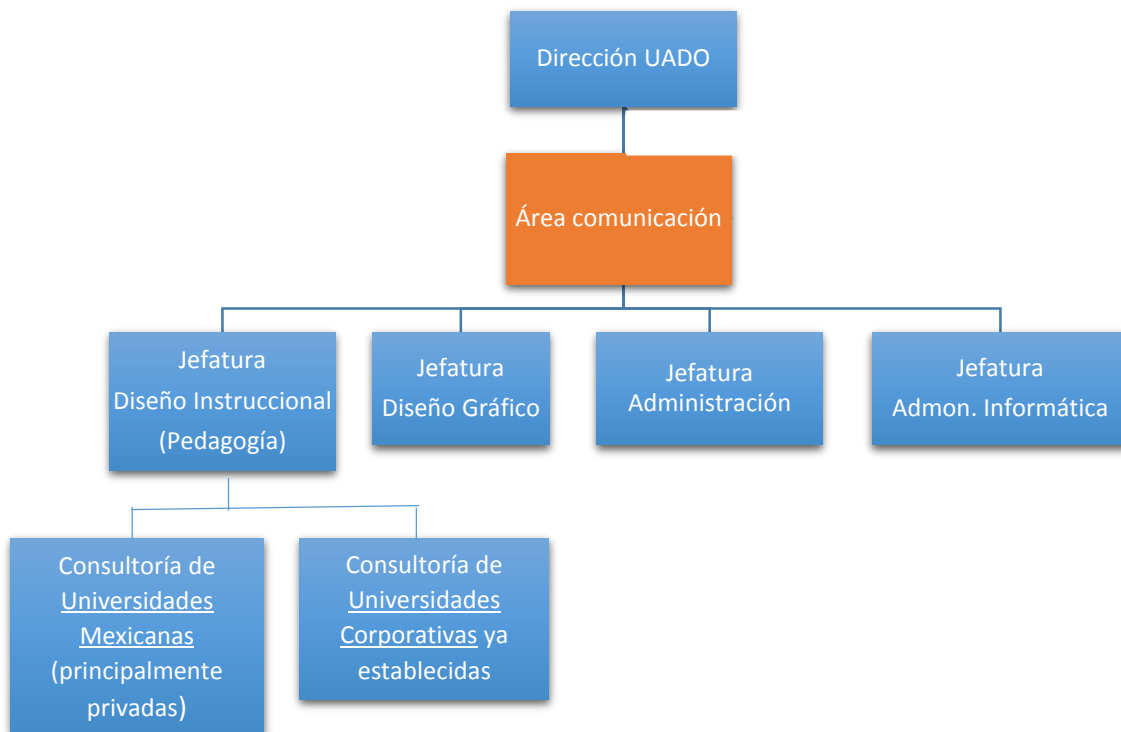 Dirección UADO
Área comunicación
Jefatura
Diseño Instruccional
(Pedagogía)
Jefatura
Diseño Gráfico
Jefatura
Administración
Jefatura
Admon. Informática
Consultoría de
Universidades
Mexicanas
(principalmente
privadas)
Consultoría de
Universidades
Corporativas ya
establecidas